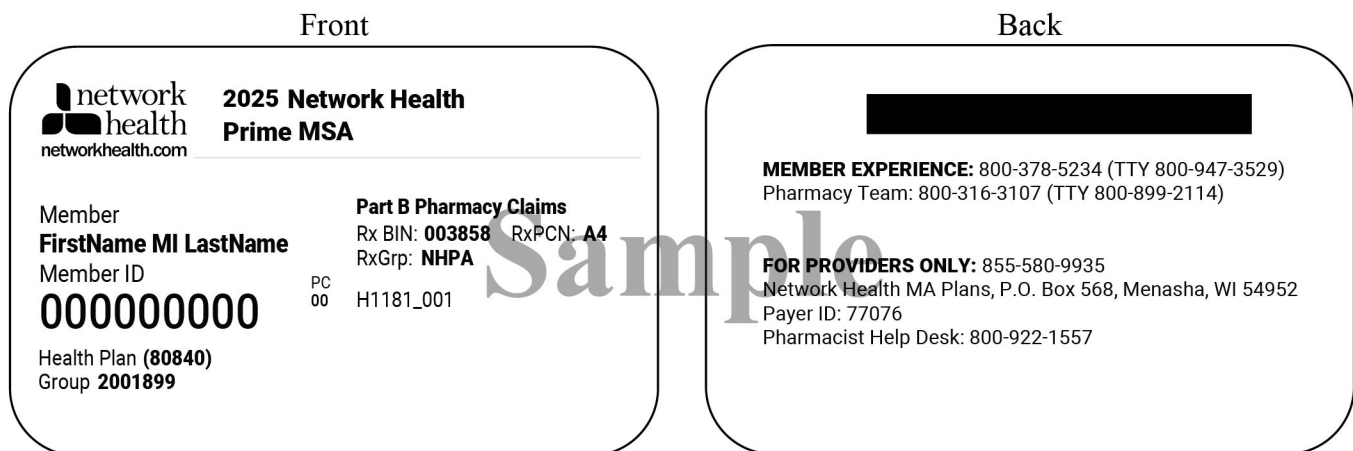 Front
network
health
networkhealth.com
2025 Network Health
Prime MSA
Member
FirstName MI LastName
Member ID
000000000
Health Plan (80840)
Group 2001899
PC
00
Part B Pharmacy Claims
Rx BIN: 003858 RxPCN: A4
RxGrp: NHPA
H1181_001
Sample
Back
MEMBER EXPERIENCE: 800-378-5234 (TTY 800-947-3529)
Pharmacy Team: 800-316-3107 (TTY 800-899-2114)
FOR PROVIDERS ONLY: 855-580-9935
Network Health MA Plans, P.O. Box 568, Menasha, WI 54952
Payer ID: 77076
Pharmacist Help Desk: 800-922-1557